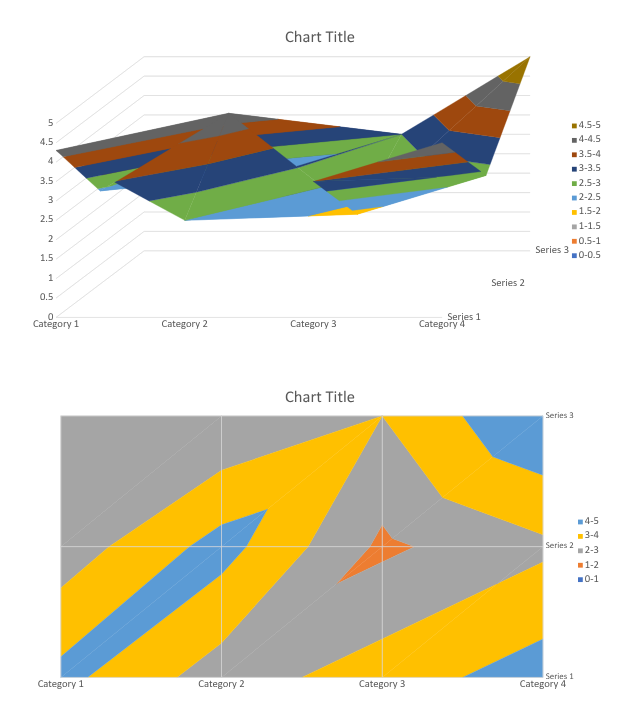 Chart Title
5
4.5
4
3.5
3
2.5
2
1.5
1
0.5
0
Category 1
Category 2
Category 3
Category 4
Series 1
Series 2
Series 3
4.5-5
4-4.5
3.5-4
3-3.5
2.5-3
2-2.5
1.5-2
1-1.5
0.5-1
0-0.5
Chart Title
Series 3
Series 2
Series 1
Category 1
Category 2
Category 3
Category 4
4-5
3-4
2-3
1-2
0-1